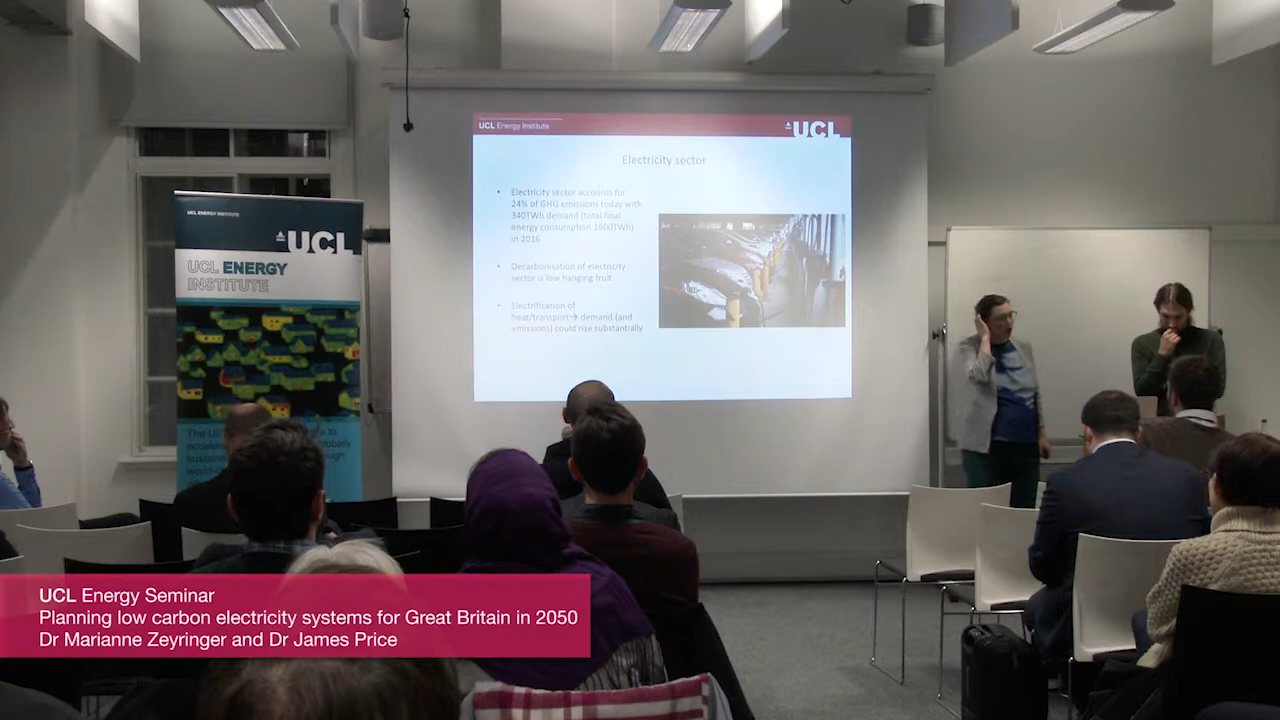 UCL Energy Institute
UCL
Electricity sector
• Electricity sector accounts for
24% of GHG emissions today with
340TWh demand (total final
energy consumption 1600TWh)
in 2016
• Decarbonisation of electricity
sector is low hanging fruit
• Electrification of
heat/transport→ demand (and
emissions) could rise substantially
UCL ENERGY INSTITUTE
UCL
UCL ENERGY
INSTITUTE
UCL Energy Seminar
Planning low carbon electricity systems for Great Britain in 2050
Dr Marianne Zeyringer and Dr James Price